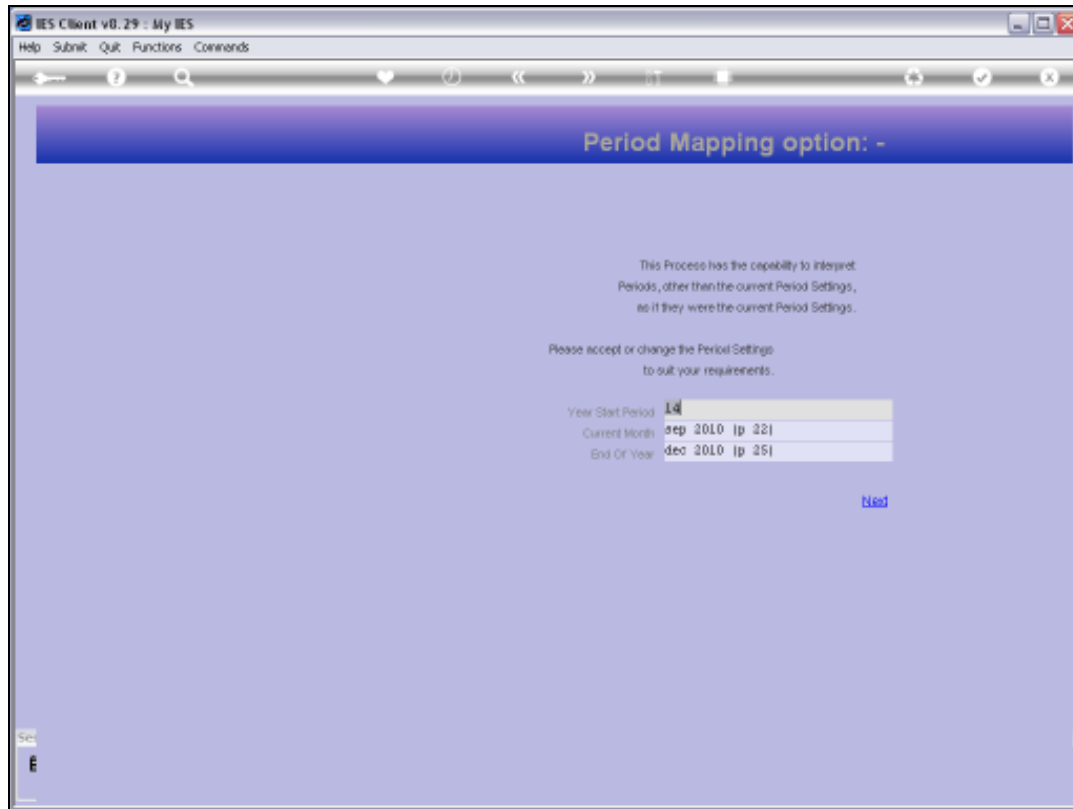 IES Client v8.29 : My IES
Help Submit Quit Functions Commands
Period Mapping option: -
This Process has the capability to interpret
Periods, other than the current Period Settings,
as if they were the current Period Settings.
Please accept or change the Period Settings
to suit your requirements.
Year Start Period 14
Current Month sep 2010 (p 22)
End Of Year dec 2010 (p 25)
Next